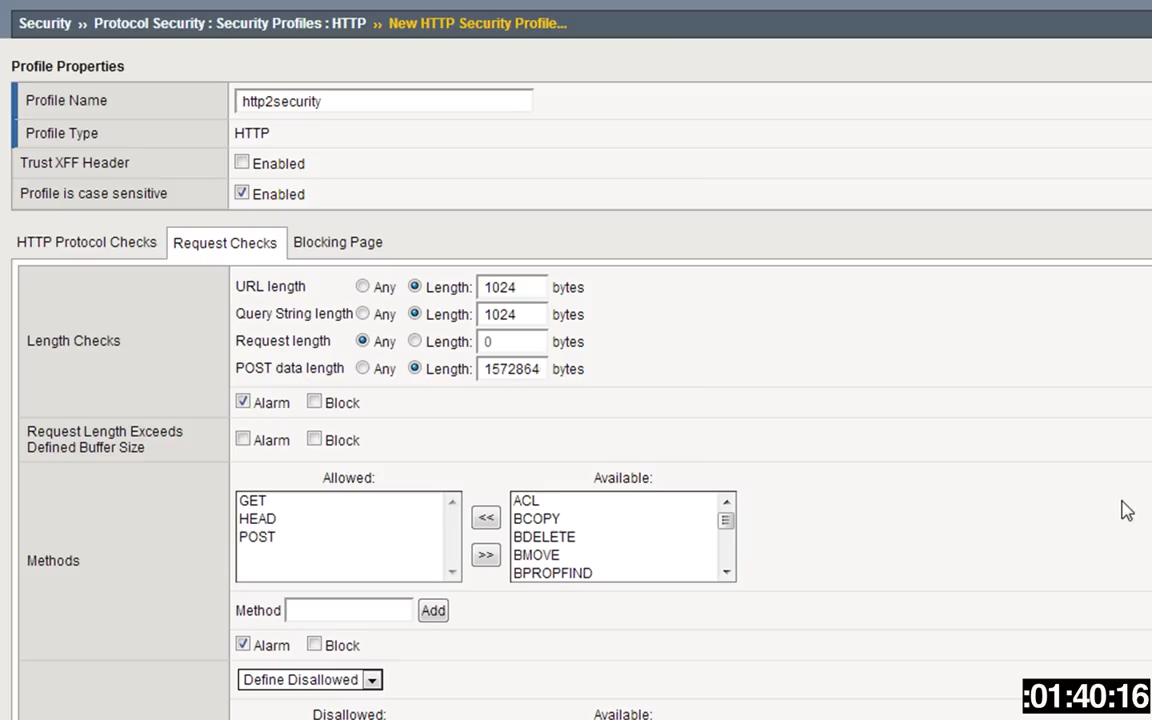 Security ›› Protocol Security : Security Profiles : HTTP ›› New HTTP Security Profile...
Profile Properties
Profile Name http2security
Profile Type HTTP
Trust XFF Header Enabled
Profile is case sensitive Enabled
HTTP Protocol Checks Request Checks Blocking Page
Length Checks
URL length Any Length: 1024 bytes
Query String length Any Length: 1024 bytes
Request length Any Length: 0 bytes
POST data length Any Length: 1572864 bytes
Alarm Block
Request Length Exceeds
Defined Buffer Size
Alarm Block
Methods
Allowed: Available:
GET
HEAD
POST
<<
>>
ACL
BCOPY
BDELETE
BMOVE
BPROPFIND
Method Add
Alarm Block
Define Disallowed
Disallowed: Available:
:01:40:16